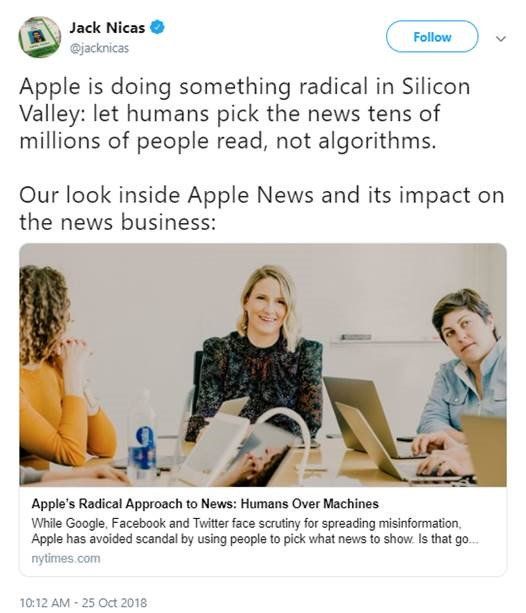 Jack Nicas
@jacknicas
Follow
Apple is doing something radical in Silicon
Valley: let humans pick the news tens of
millions of people read, not algorithms.
Our look inside Apple News and its impact on
the news business:
Apple's Radical Approach to News: Humans Over Machines
While Google, Facebook and Twitter face scrutiny for spreading misinformation,
Apple has avoided scandal by using people to pick what news to show. Is that go...
nytimes.com
10:12 AM - 25 Oct 2018